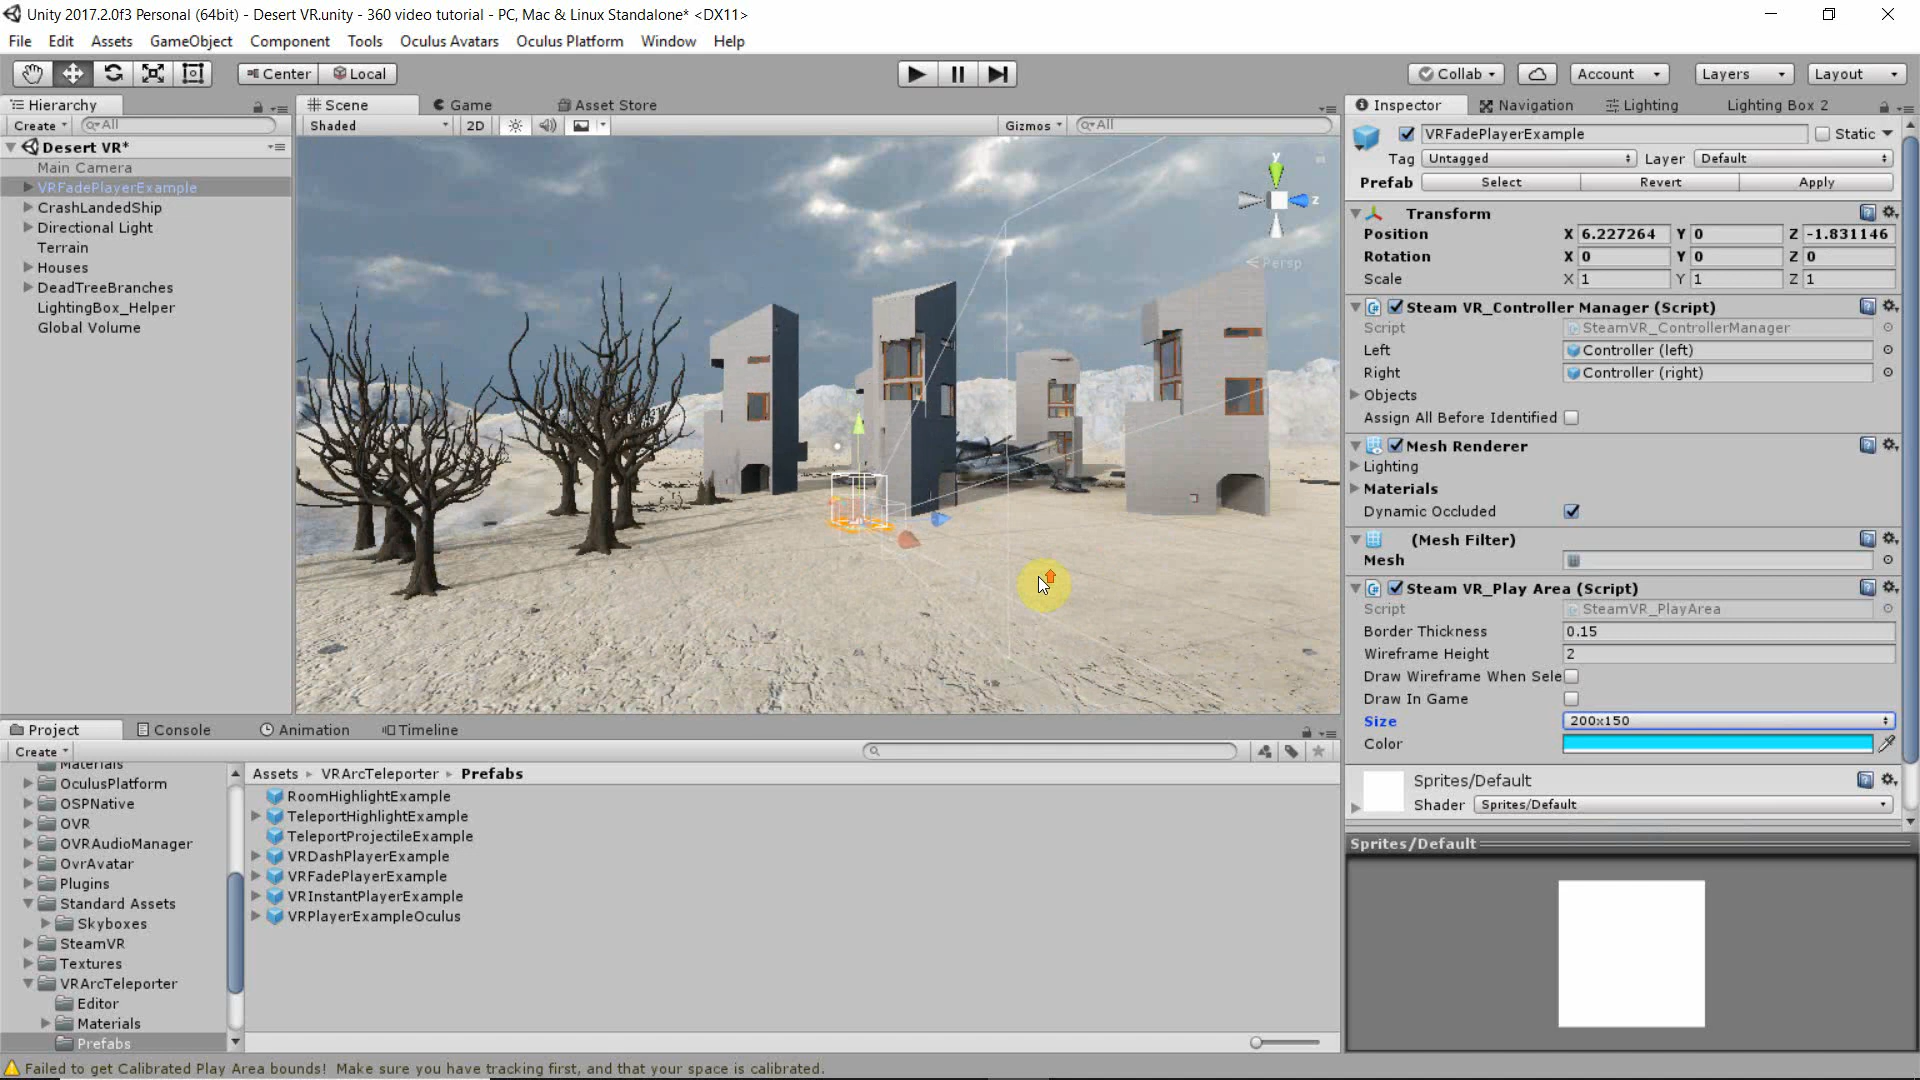 Unity 2017.2.0f3 Personal (64bit) - Desert VR.unity - 360 video tutorial - PC, Mac & Linux Standalone* <DX11>
File Edit Assets GameObject Component Tools Oculus Avatars Oculus Platform Window Help
Center Local Collab Account Layers Layout
Hierarchy
Create All
Desert VR*
Main Camera
VRFadePlayerExample
CrashLandedShip
Directional Light
Terrain
Houses
DeadTreeBranches
LightingBox_Helper
Global Volume
Scene Game Asset Store
Shaded 2D Gizmos All
y
z
Persp
Inspector Navigation Lighting Lighting Box 2
VRFadePlayerExample Static
Tag Untagged Layer Default
Prefab Select Revert Apply
Transform
Position X 6.227264 Y 0 Z -1.831146
Rotation X 0 Y 0 Z 0
Scale X 1 Y 1 Z 1
Steam VR_Controller Manager (Script)
Script SteamVR_ControllerManager
Left Controller (left)
Right Controller (right)
Objects
Assign All Before Identified
Mesh Renderer
Lighting
Materials
Dynamic Occluded
(Mesh Filter)
Mesh
Steam VR_Play Area (Script)
Script SteamVR_PlayArea
Border Thickness 0.15
Wireframe Height 2
Draw Wireframe When Sele
Draw In Game
Size 200x150
Color
Sprites/Default
Shader Sprites/Default
Sprites/Default
Project Console Animation Timeline
Create
Materials
OculusPlatform
OSPNative
OVR
OVRAudioManager
OvrAvatar
Plugins
Standard Assets
Skyboxes
SteamVR
Textures
VRArcTeleporter
Editor
Materials
Prefabs
Assets VRArcTeleporter Prefabs
RoomHighlightExample
TeleportHighlightExample
TeleportProjectileExample
VRDashPlayerExample
VRFadePlayerExample
VRInstantPlayerExample
VRPlayerExampleOculus
Failed to get Calibrated Play Area bounds! Make sure you have tracking first, and that your space is calibrated.